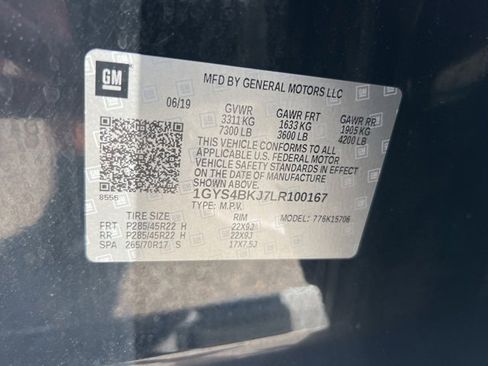 GM
MFD BY GENERAL MOTORS LLC
06/19 GVWR GAWR FRT GAWR RR
3311 KG 1633 KG 1905 KG
7300 LB 3600 LB 4200 LB
THIS VEHICLE CONFORMS TO ALL
APPLICABLE U.S. FEDERAL MOTOR
VEHICLE SAFETY STANDARDS IN EFFECT
ON THE DATE OF MANUFACTURE
SHOWN ABOVE.
1GYS4BKJ7LR100167
8556 TYPE: M.P.V. MODEL: 776K15706
TIRE SIZE RIM
FRT P285/45R22 H 22X9J
RR P285/45R22 H 22X9J
SPA 265/70R17 S 17X7.5J